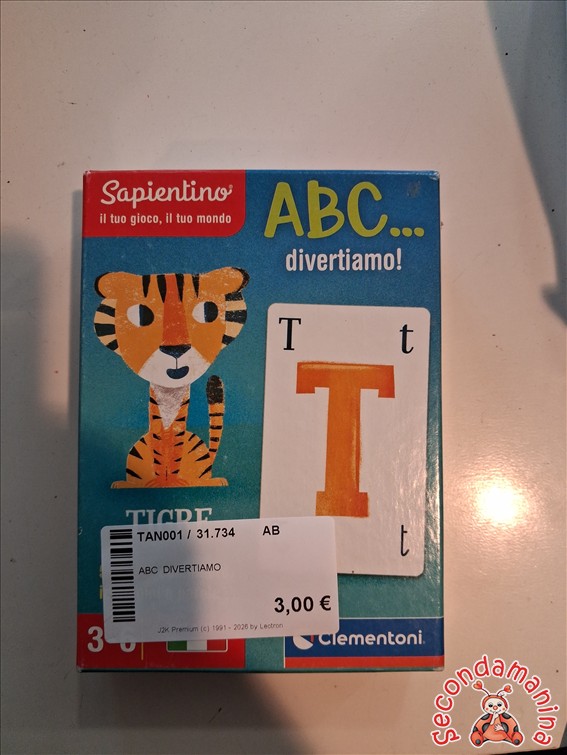 Sapientino
il tuo gioco, il tuo mondo
ABC...
divertiamo!
T t
T
t
TIGRE
TAN001 / 31.734 AB
ABC DIVERTIAMO
3,00 €
J2K Premium (c) 1991 - 2026 by Leotron
Clementoni
Secondamanina